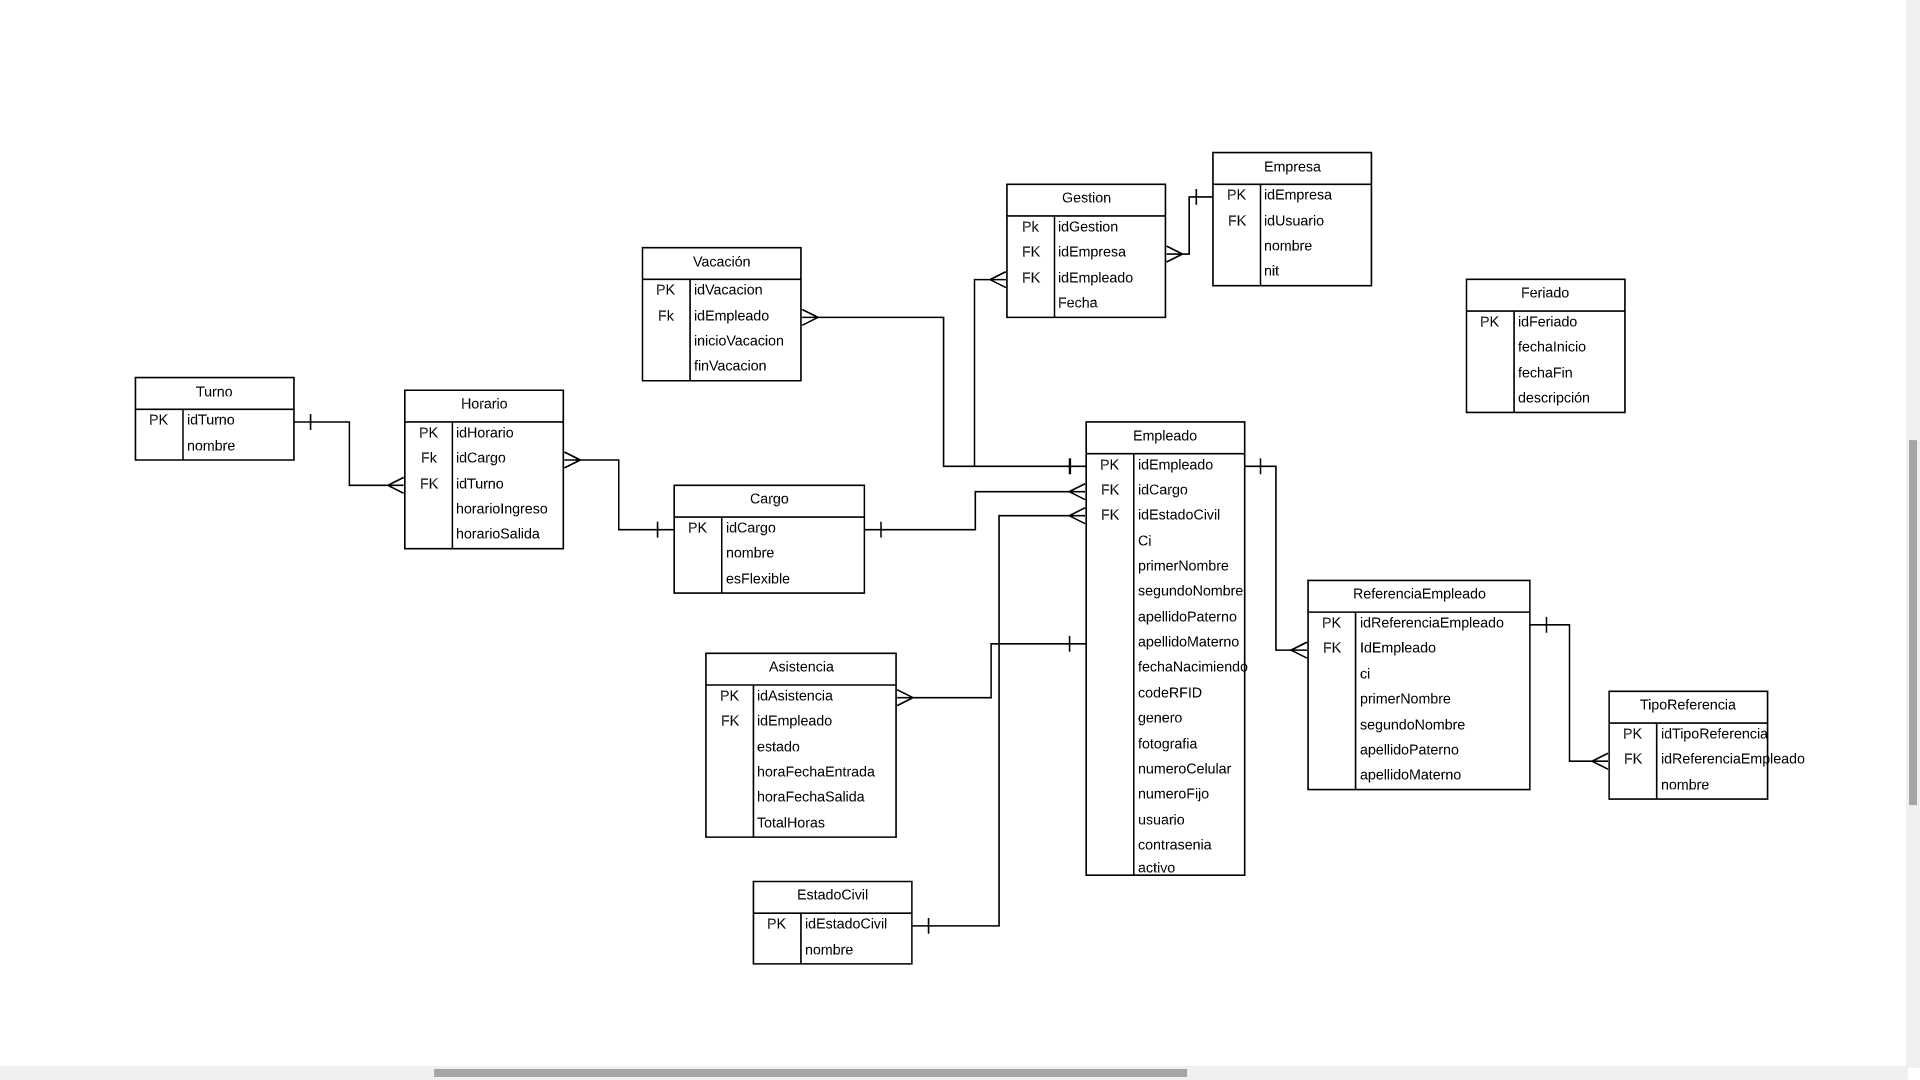 Empresa
PK idEmpresa
FK idUsuario
nombre
nit
Gestion
Pk idGestion
FK idEmpresa
FK idEmpleado
Fecha
Vacación
PK idVacacion
Fk idEmpleado
inicioVacacion
finVacacion
Feriado
PK idFeriado
fechaInicio
fechaFin
descripción
Turno
PK idTurno
nombre
Horario
PK idHorario
Fk idCargo
FK idTurno
horarioIngreso
horarioSalida
Cargo
PK idCargo
nombre
esFlexible
Empleado
PK idEmpleado
FK idCargo
FK idEstadoCivil
Ci
primerNombre
segundoNombre
apellidoPaterno
apellidoMaterno
fechaNacimiendo
codeRFID
genero
fotografia
numeroCelular
numeroFijo
usuario
contrasenia
activo
ReferenciaEmpleado
PK idReferenciaEmpleado
FK IdEmpleado
ci
primerNombre
segundoNombre
apellidoPaterno
apellidoMaterno
TipoReferencia
PK idTipoReferencia
FK idReferenciaEmpleado
nombre
Asistencia
PK idAsistencia
FK idEmpleado
estado
horaFechaEntrada
horaFechaSalida
TotalHoras
EstadoCivil
PK idEstadoCivil
nombre